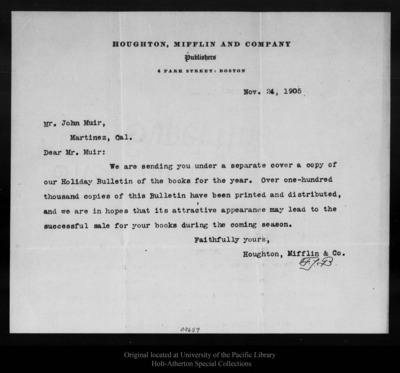 HOUGHTON, MIFFLIN AND COMPANY
Publishers
4 PARK STREET: BOSTON
Nov. 24, 1905.
Mr. John Muir,
Martinez, Cal.
Dear Mr. Muir:
We are sending you under a separate cover a copy of
our Holiday Bulletin of the books for the year. Over one-hundred
thousand copies of this Bulletin have been printed and distributed,
and we are in hopes that its attractive appearance may lead to the
successful sale for your books during the coming season.
Faithfully yours,
Houghton, Mifflin & Co.
Original located at University of the Pacific Library
Holt-Atherton Special Collections